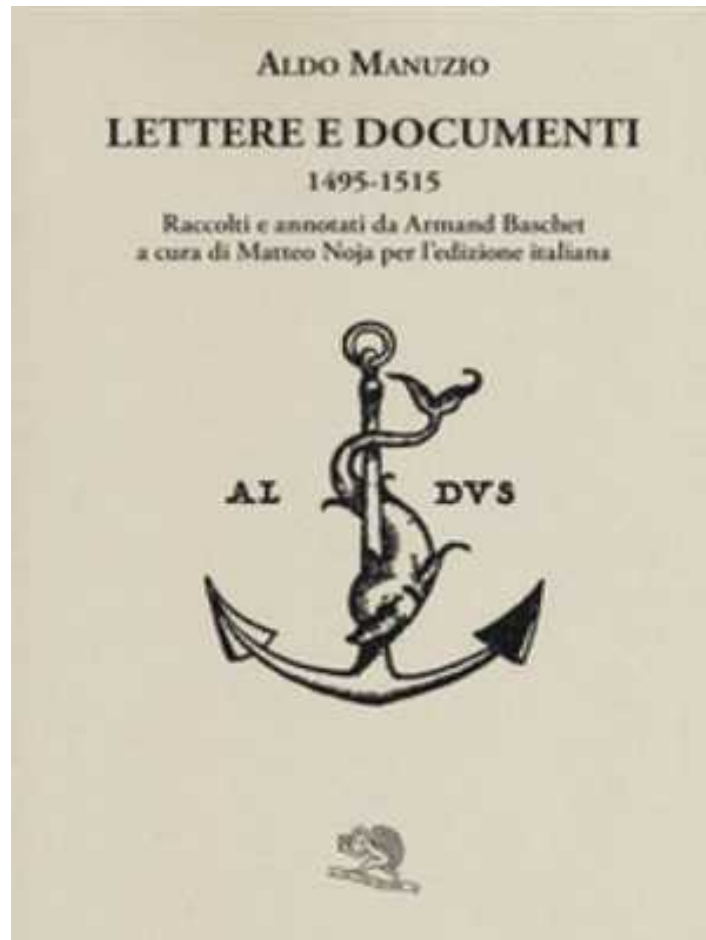 ALDO MANUZIO
LETTERE E DOCUMENTI
1495-1515
Raccolti e annotati da Armand Baschet
a cura di Matteo Noja per l'edizione italiana
AL DVS